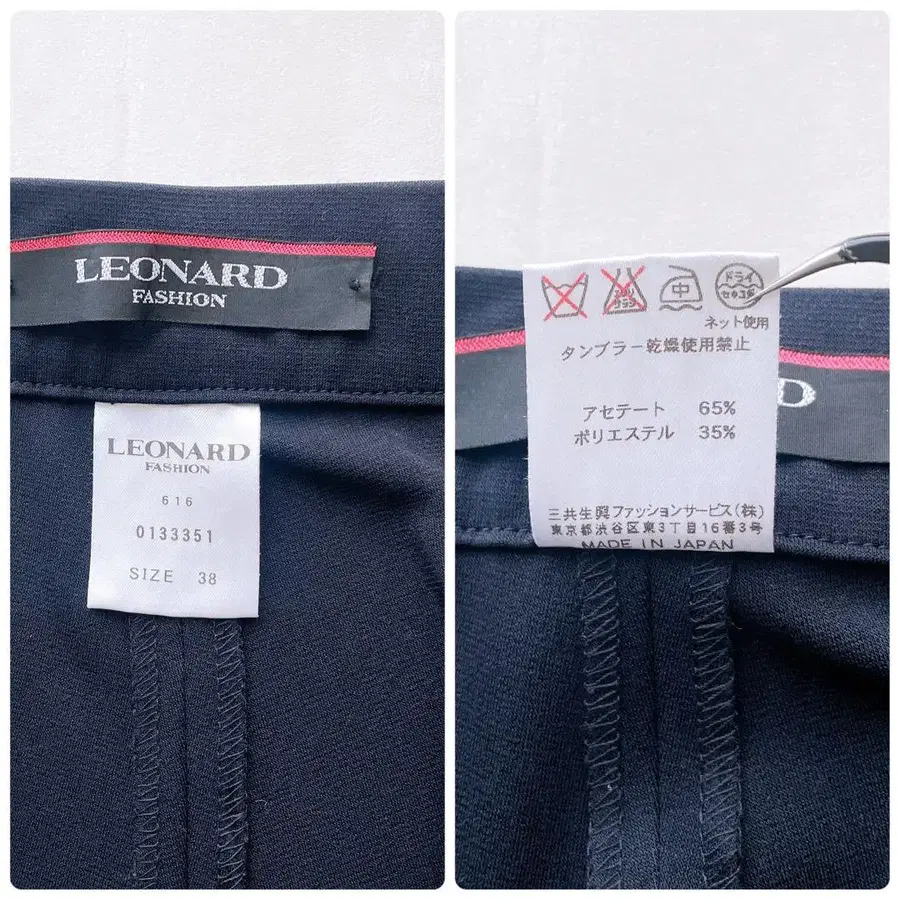 LEONARD
FASHION
LEONARD
FASHION
616
0133351
SIZE 38
中
ドライ
セキユ系
ネット使用
タンブラー乾燥使用禁止
アセテート 65%
ポリエステル 35%
三共生興ファッションサービス(株)
東京都渋谷区東3丁目16番3号
MADE IN JAPAN
D